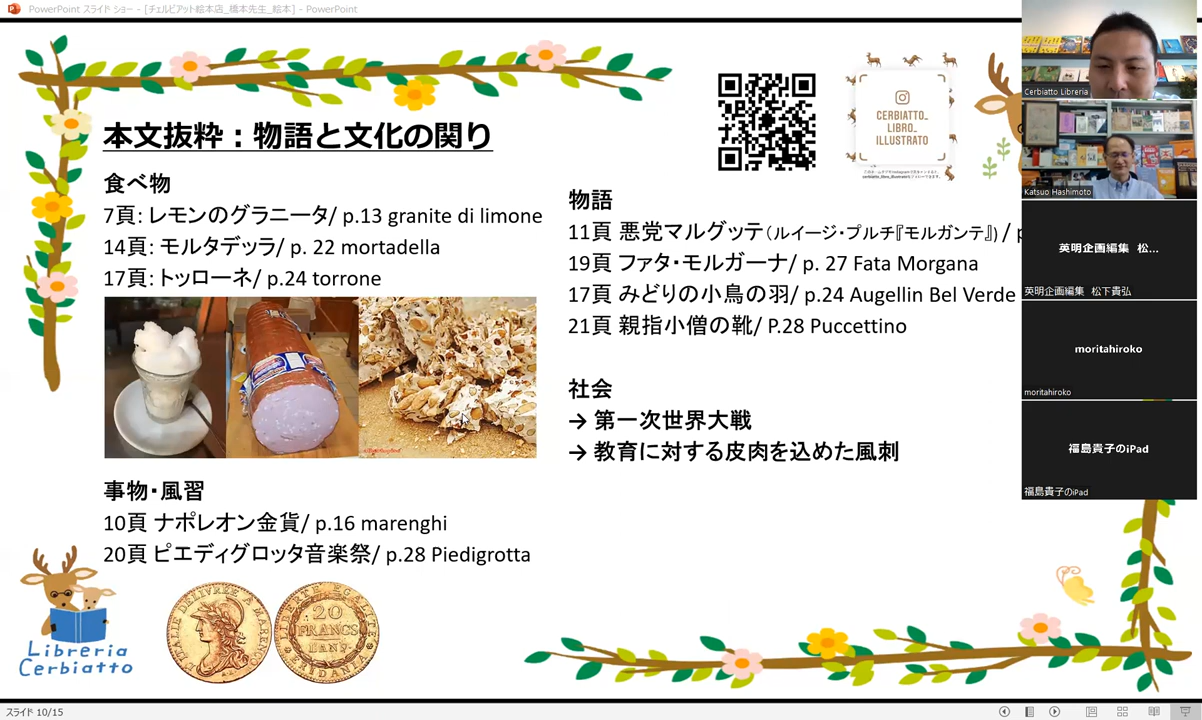 PowerPoint スライド ショー - [チェルビアット絵本店_橋本先生_絵本] - PowerPoint
本文抜粋：物語と文化の関り
食べ物
7頁: レモンのグラニータ/ p.13 granite di limone
14頁: モルタデッラ/ p. 22 mortadella
17頁: トッローネ/ p.24 torrone
事物・風習
10頁 ナポレオン金貨/ p.16 marenghi
20頁 ピエディグロッタ音楽祭/ p.28 Piedigrotta
20
FRANCS
Libreria
Cerbiatto
CERBIATTO_
LIBRO_
ILLUSTRATO
物語
11頁 悪党マルグッテ（ルイージ・プルチ『モルガンテ』) / p
19頁 ファタ・モルガーナ/ p. 27 Fata Morgana
17頁 みどりの小鳥の羽/ p.24 Augellin Bel Verde
21頁 親指小僧の靴/ P.28 Puccettino
社会
→ 第一次世界大戦
→ 教育に対する皮肉を込めた風刺
Cerbiatto Libreria
Katsuo Hashimoto
英明企画編集 松...
英明企画編集 松下貴弘
moritahiroko
moritahiroko
福島貴子のiPad
福島貴子のiPad
スライド 10/15